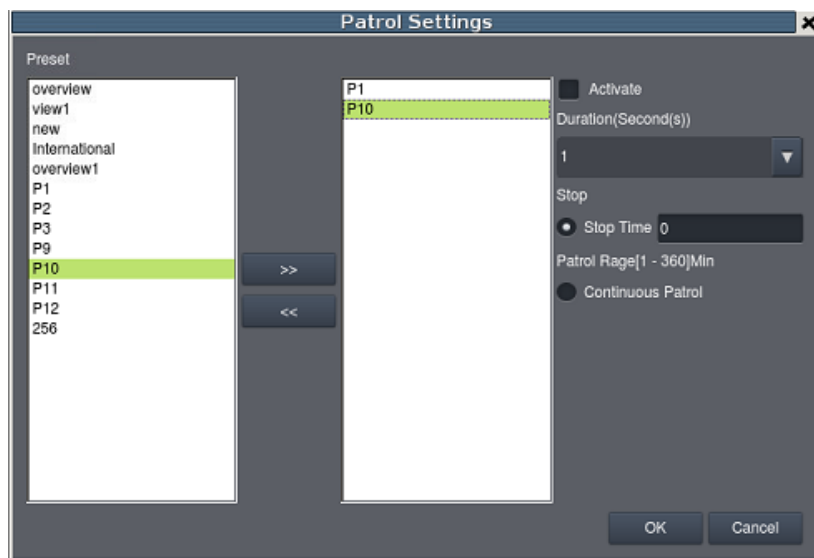 Patrol Settings
Preset
overview
view1
new
International
overview1
P1
P2
P3
P9
P10
P11
P12
256
>>
<<
P1
P10
Activate
Duration(Second(s))
1
Stop
Stop Time 0
Patrol Rage[1 - 360]Min
Continuous Patrol
OK
Cancel